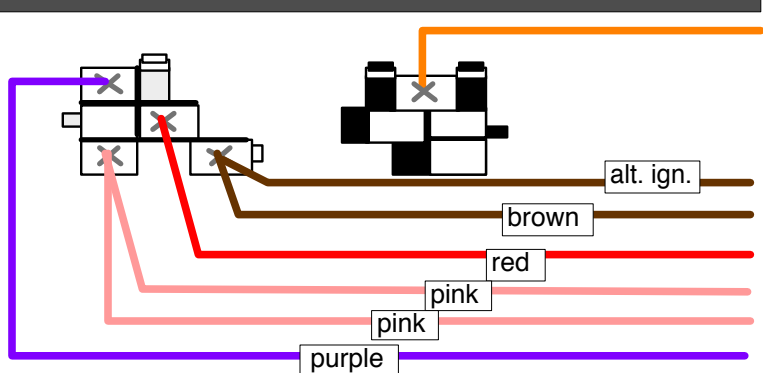 alt. ign.
brown
red
pink
pink
purple